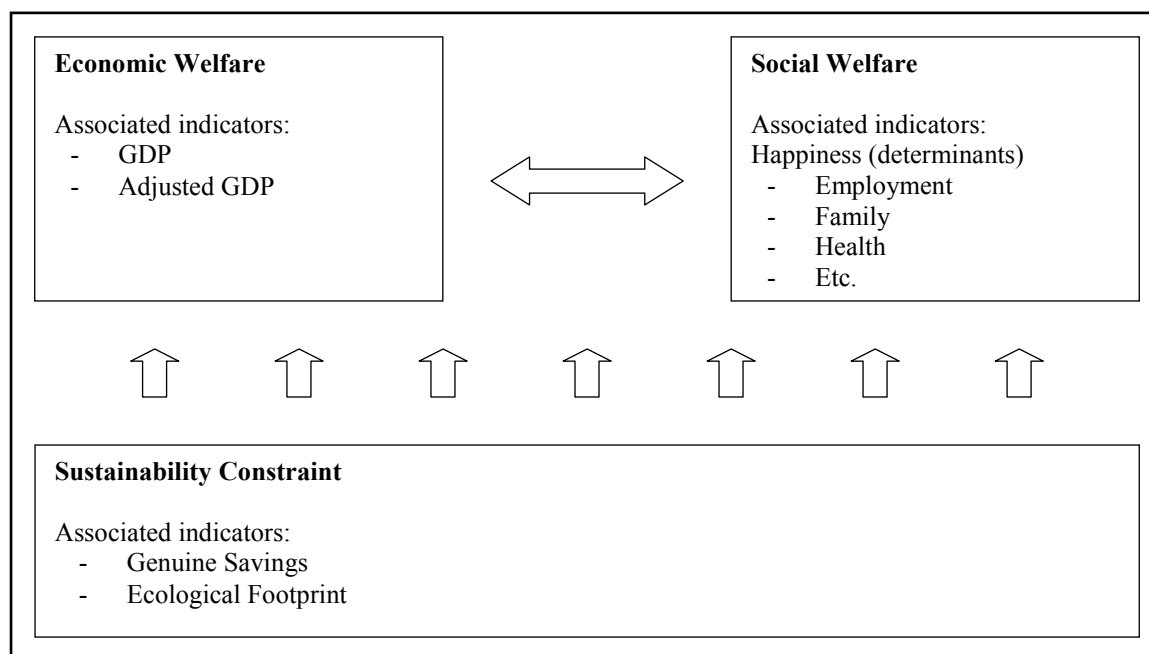 Economic Welfare
Associated indicators:
- GDP
- Adjusted GDP
Social Welfare
Associated indicators:
Happiness (determinants)
- Employment
- Family
- Health
- Etc.
Sustainability Constraint
Associated indicators:
- Genuine Savings
- Ecological Footprint